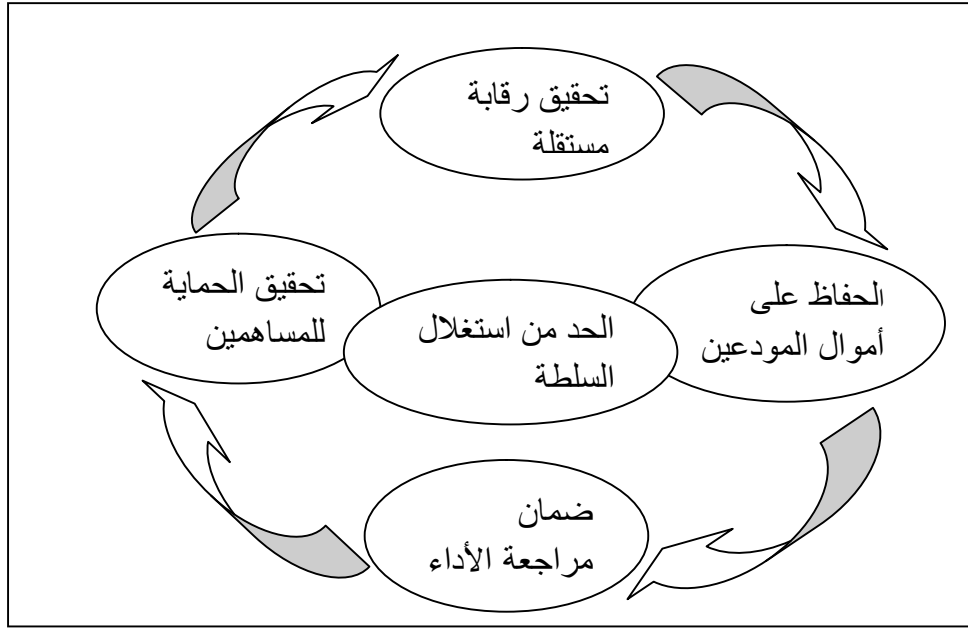 تحقيق رقابة
مستقلة
الحفاظ على
أموال المودعين
الحد من استغلال
السلطة
تحقيق الحماية
للمساهمين
ضمان
مراجعة الأداء